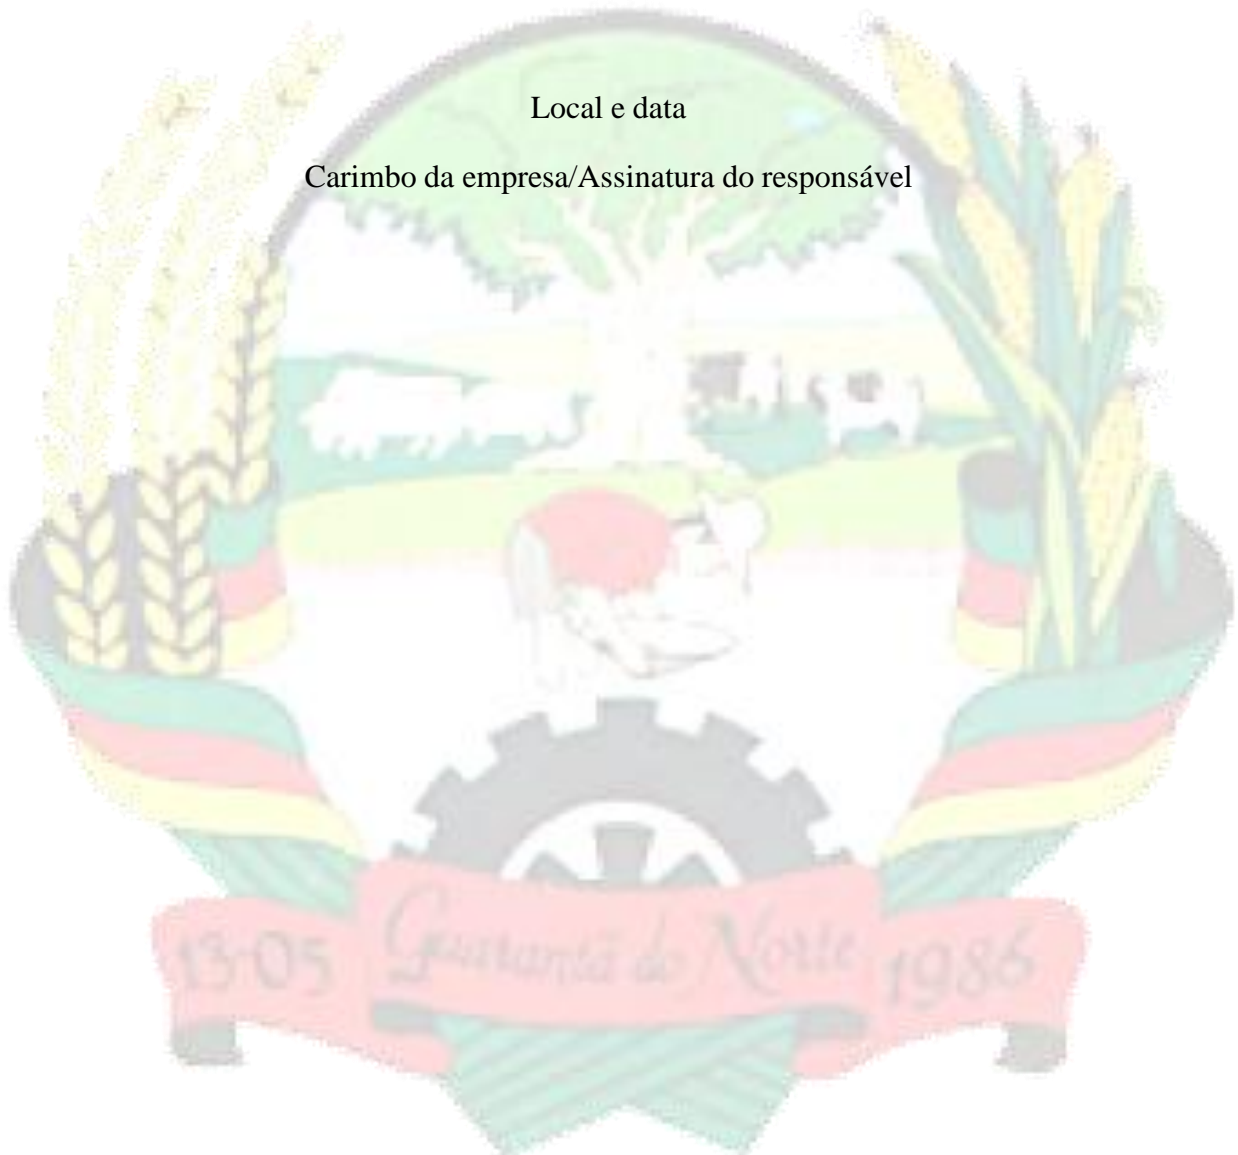 Local e data
Carimbo da empresa/Assinatura do responsável
13-05 Guarantã do Norte 1986